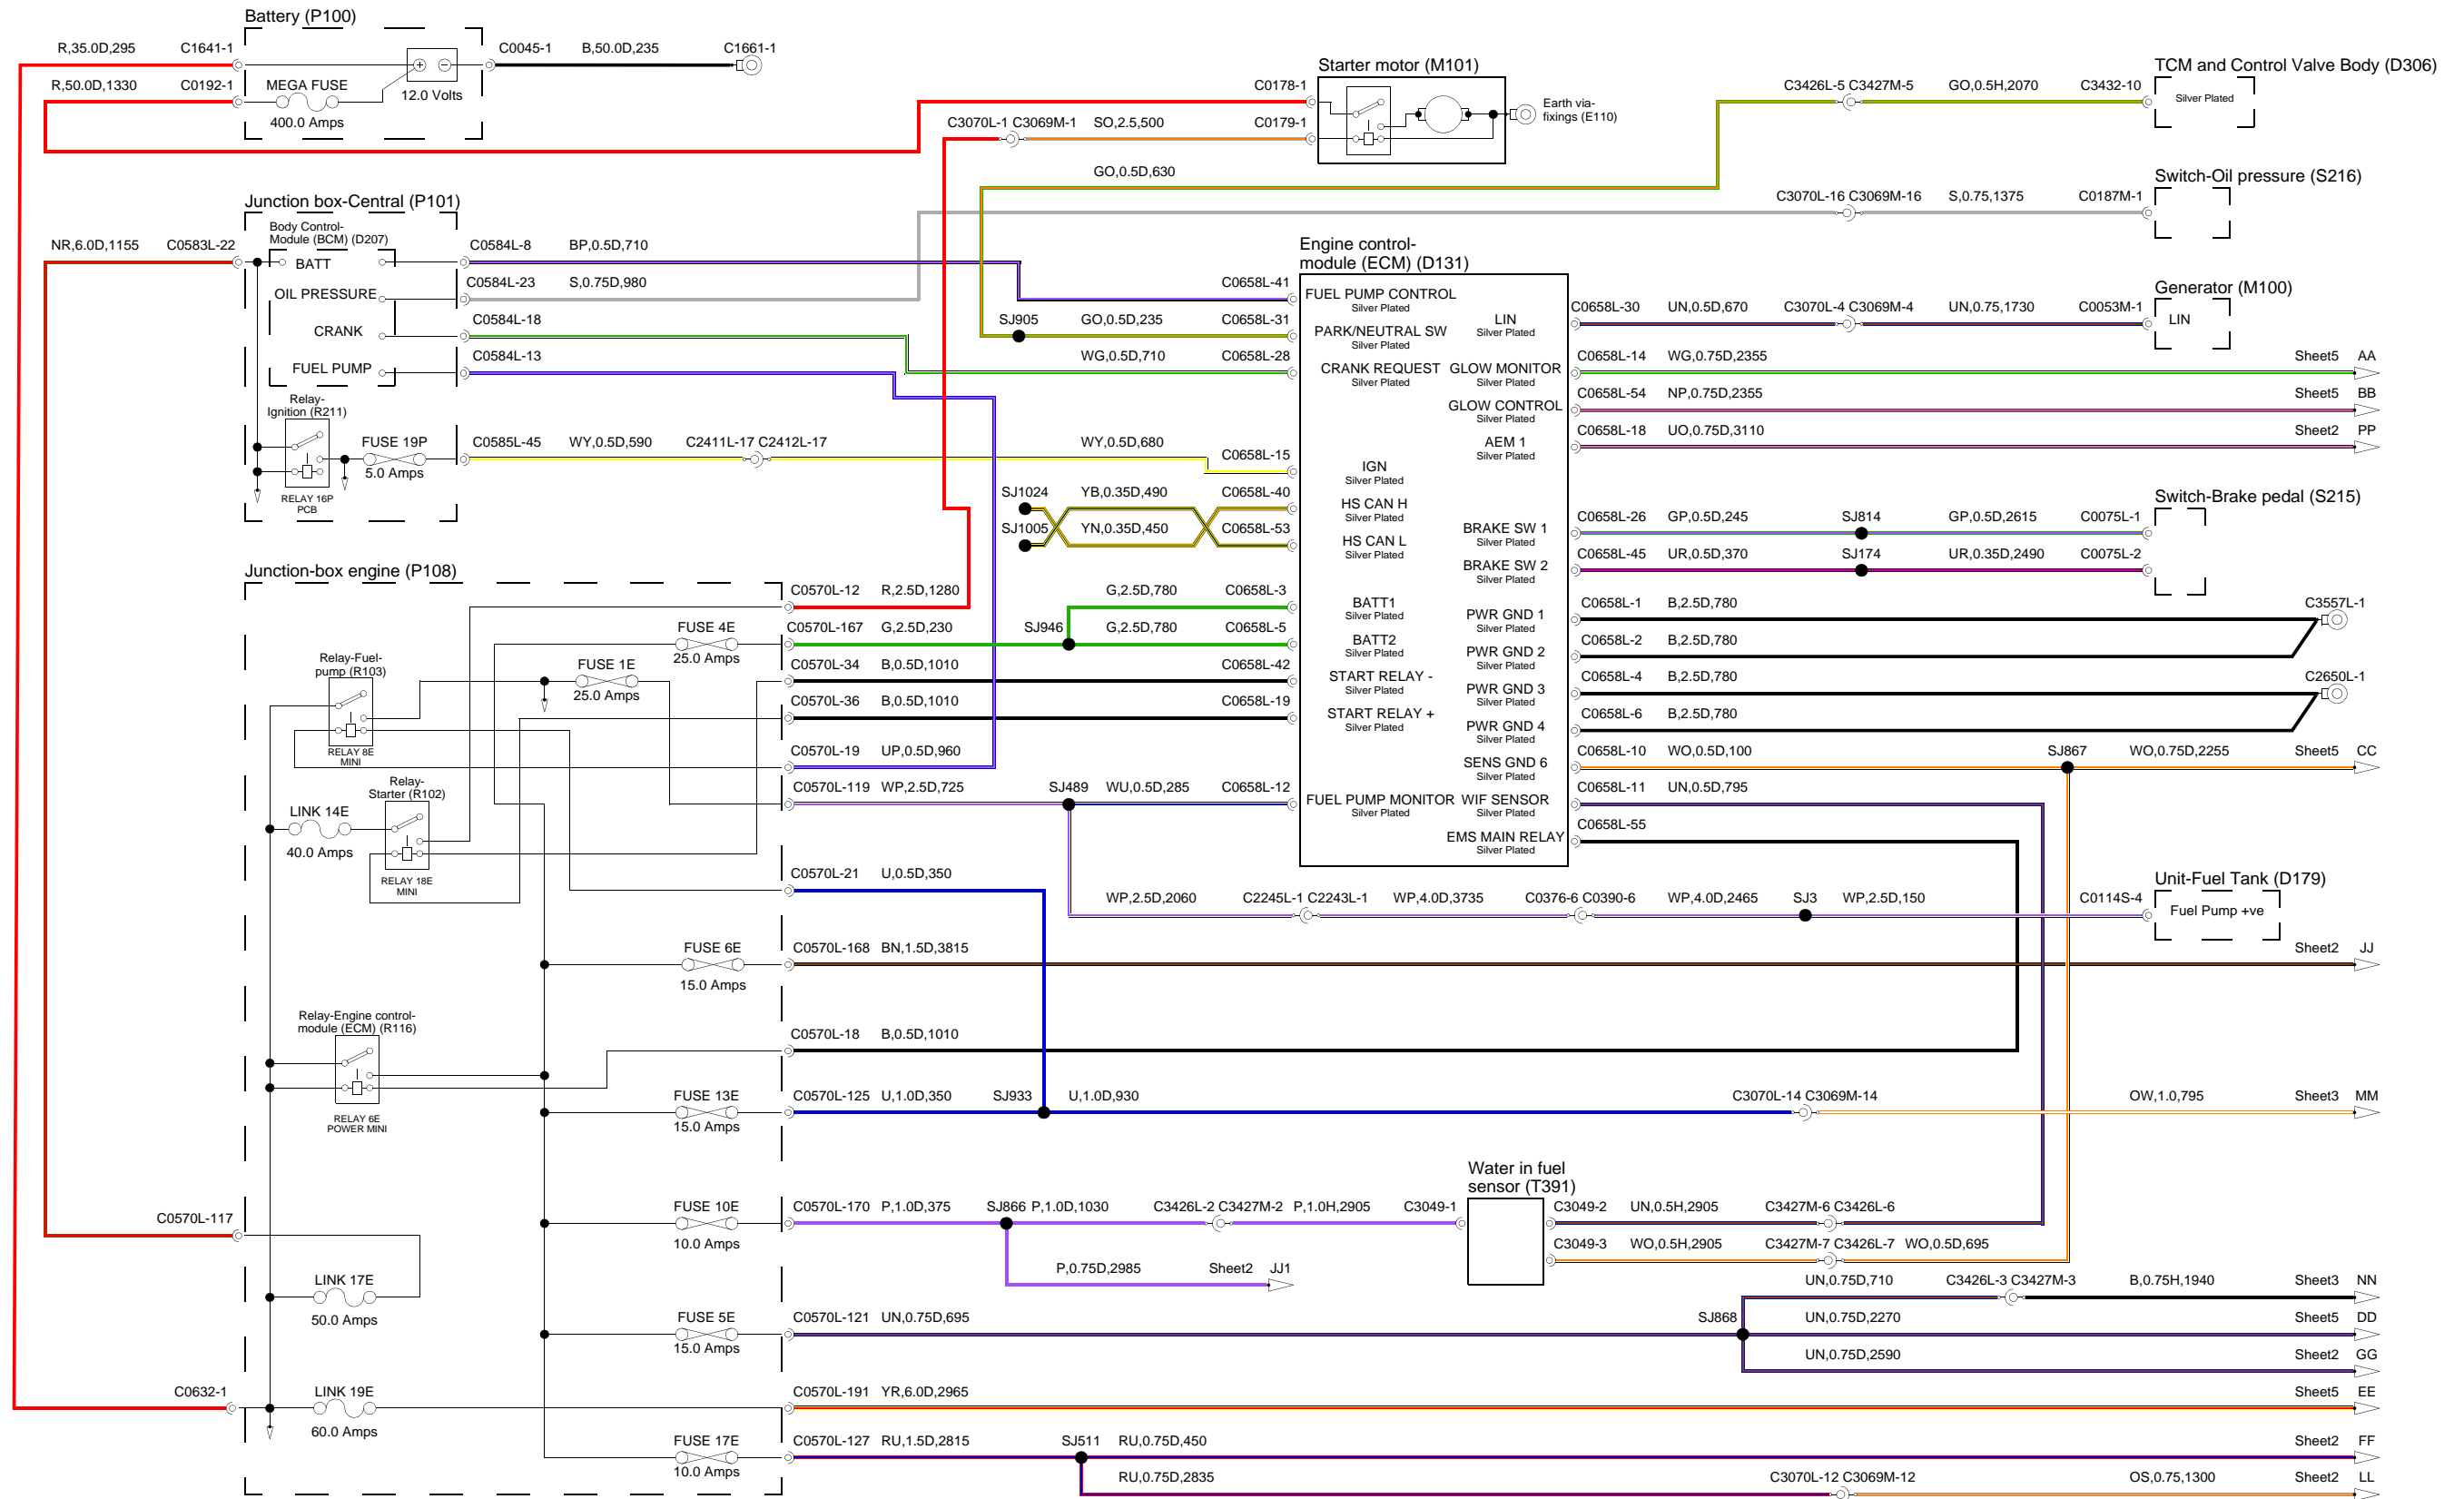 Battery (P100)
R,35.0D,295 C1641-1
R,50.0D,1330 C0192-1
MEGA FUSE
400.0 Amps
12.0 Volts
C0045-1 B,50.0D,235 C1661-1
Starter motor (M101)
C0178-1
C3070L-1 C3069M-1 SO,2.5,500 C0179-1
Earth via-
fixings (E110)
TCM and Control Valve Body (D306)
C3426L-5 C3427M-5 GO,0.5H,2070 C3432-10
Silver Plated
GO,0.5D,630
Switch-Oil pressure (S216)
C3070L-16 C3069M-16 S,0.75,1375 C0187M-1
Junction box-Central (P101)
Body Control-
Module (BCM) (D207)
NR,6.0D,1155 C0583L-22
BATT
OIL PRESSURE
CRANK
FUEL PUMP
C0584L-8 BP,0.5D,710
C0584L-23 S,0.75D,980
C0584L-18
C0584L-13
Relay-
Ignition (R211)
FUSE 19P
5.0 Amps
RELAY 16P
PCB
C0585L-45 WY,0.5D,590 C2411L-17 C2412L-17 WY,0.5D,680
Engine control-
module (ECM) (D131)
C0658L-41
SJ905 GO,0.5D,235 C0658L-31
WG,0.5D,710 C0658L-28
C0658L-15
SJ1024 YB,0.35D,490 C0658L-40
SJ1005 YN,0.35D,450 C0658L-53
G,2.5D,780 C0658L-3
SJ946 G,2.5D,780 C0658L-5
C0658L-42
C0658L-19
SJ489 WU,0.5D,285 C0658L-12
FUEL PUMP CONTROL
Silver Plated
PARK/NEUTRAL SW
Silver Plated
CRANK REQUEST
Silver Plated
IGN
Silver Plated
HS CAN H
Silver Plated
HS CAN L
Silver Plated
BATT1
Silver Plated
BATT2
Silver Plated
START RELAY -
Silver Plated
START RELAY +
Silver Plated
FUEL PUMP MONITOR
Silver Plated
LIN
Silver Plated
GLOW MONITOR
Silver Plated
GLOW CONTROL
Silver Plated
AEM 1
Silver Plated
BRAKE SW 1
Silver Plated
BRAKE SW 2
Silver Plated
PWR GND 1
Silver Plated
PWR GND 2
Silver Plated
PWR GND 3
Silver Plated
PWR GND 4
Silver Plated
SENS GND 6
Silver Plated
WIF SENSOR
Silver Plated
EMS MAIN RELAY
Silver Plated
Generator (M100)
LIN
C0658L-30 UN,0.5D,670 C3070L-4 C3069M-4 UN,0.75,1730 C0053M-1
C0658L-14 WG,0.75D,2355 Sheet5 AA
C0658L-54 NP,0.75D,2355 Sheet5 BB
C0658L-18 UO,0.75D,3110 Sheet2 PP
Switch-Brake pedal (S215)
C0658L-26 GP,0.5D,245 SJ814 GP,0.5D,2615 C0075L-1
C0658L-45 UR,0.5D,370 SJ174 UR,0.35D,2490 C0075L-2
C0658L-1 B,2.5D,780 C3557L-1
C0658L-2 B,2.5D,780
C0658L-4 B,2.5D,780 C2650L-1
C0658L-6 B,2.5D,780
C0658L-10 WO,0.5D,100 SJ867 WO,0.75D,2255 Sheet5 CC
C0658L-11 UN,0.5D,795
C0658L-55
Junction-box engine (P108)
C0570L-12 R,2.5D,1280
FUSE 4E
25.0 Amps
C0570L-167 G,2.5D,230
Relay-Fuel-
pump (R103)
FUSE 1E
25.0 Amps
C0570L-34 B,0.5D,1010
C0570L-36 B,0.5D,1010
RELAY 8E
MINI
C0570L-19 UP,0.5D,960
Relay-
Starter (R102)
C0570L-119 WP,2.5D,725
LINK 14E
40.0 Amps
RELAY 18E
MINI
C0570L-21 U,0.5D,350
Unit-Fuel Tank (D179)
WP,2.5D,2060 C2245L-1 C2243L-1 WP,4.0D,3735 C0376-6 C0390-6 WP,4.0D,2465 SJ3 WP,2.5D,150 C0114S-4
Fuel Pump +ve
FUSE 6E
15.0 Amps
C0570L-168 BN,1.5D,3815 Sheet2 JJ
Relay-Engine control-
module (ECM) (R116)
RELAY 6E
POWER MINI
C0570L-18 B,0.5D,1010
FUSE 13E
15.0 Amps
C0570L-125 U,1.0D,350 SJ933 U,1.0D,930 C3070L-14 C3069M-14 OW,1.0,795 Sheet3 MM
Water in fuel
sensor (T391)
C0570L-117
FUSE 10E
10.0 Amps
C0570L-170 P,1.0D,375 SJ866 P,1.0D,1030 C3426L-2 C3427M-2 P,1.0H,2905 C3049-1
C3049-2 UN,0.5H,2905 C3427M-6 C3426L-6
C3049-3 WO,0.5H,2905 C3427M-7 C3426L-7 WO,0.5D,695
P,0.75D,2985 Sheet2 JJ1
LINK 17E
50.0 Amps
UN,0.75D,710 C3426L-3 C3427M-3 B,0.75H,1940 Sheet3 NN
FUSE 5E
15.0 Amps
C0570L-121 UN,0.75D,695 SJ868 UN,0.75D,2270 Sheet5 DD
UN,0.75D,2590 Sheet2 GG
C0632-1
LINK 19E
60.0 Amps
C0570L-191 YR,6.0D,2965 Sheet5 EE
FUSE 17E
10.0 Amps
C0570L-127 RU,1.5D,2815 SJ511 RU,0.75D,450 Sheet2 FF
RU,0.75D,2835 C3070L-12 C3069M-12 OS,0.75,1300 Sheet2 LL